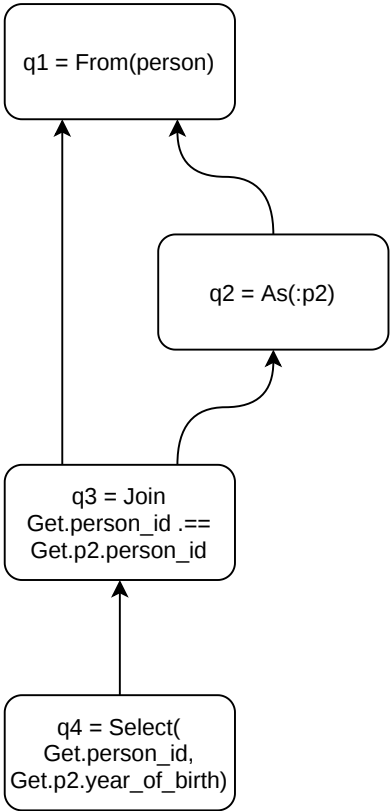 q1 = From(person)
q2 = As(:p2)
q3 = Join
Get.person_id .==
Get.p2.person_id
q4 = Select(
Get.person_id,
Get.p2.year_of_birth)